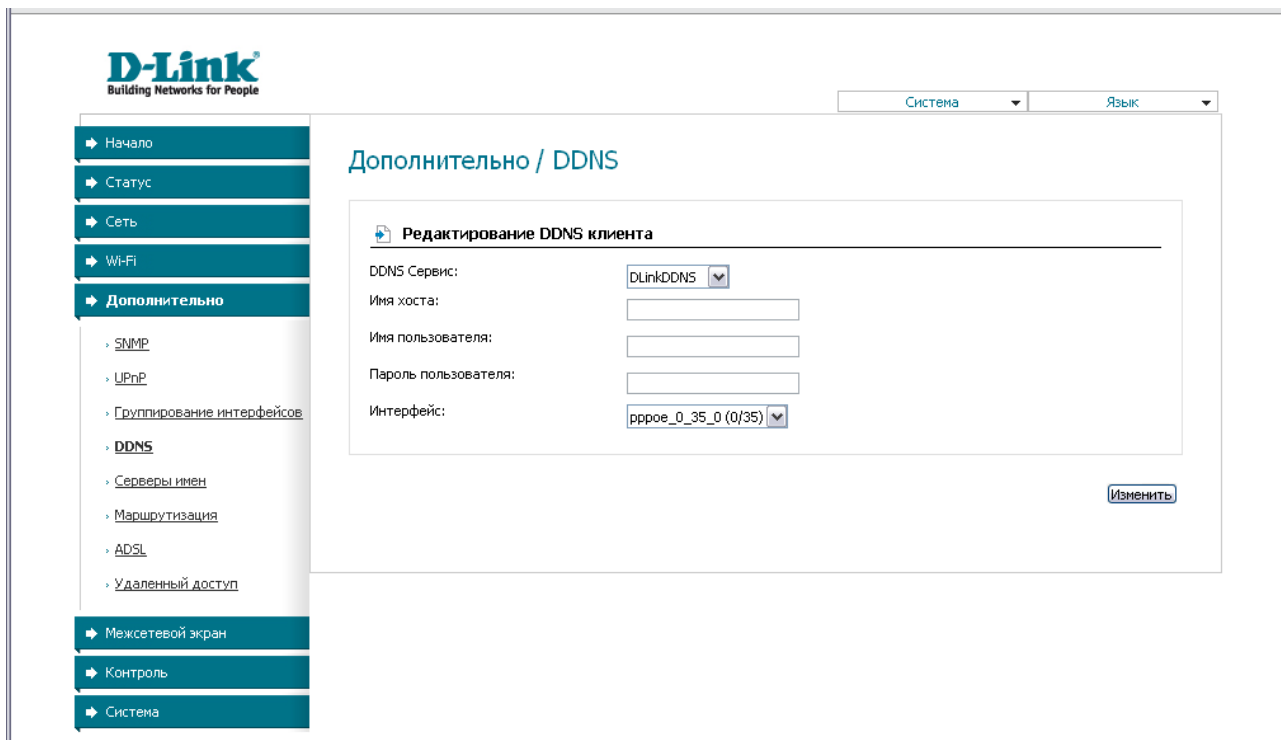 D-Link®
Building Networks for People
Система
Язык
Начало
Статус
Сеть
Wi-Fi
Дополнительно
SNMP
UPnP
Группирование интерфейсов
DDNS
Серверы имен
Маршрутизация
ADSL
Удаленный доступ
Межсетевой экран
Контроль
Система
Дополнительно / DDNS
Редактирование DDNS клиента
DDNS Сервис: DLinkDDNS
Имя хоста:
Имя пользователя:
Пароль пользователя:
Интерфейс: pppoe_0_35_0 (0/35)
Изменить